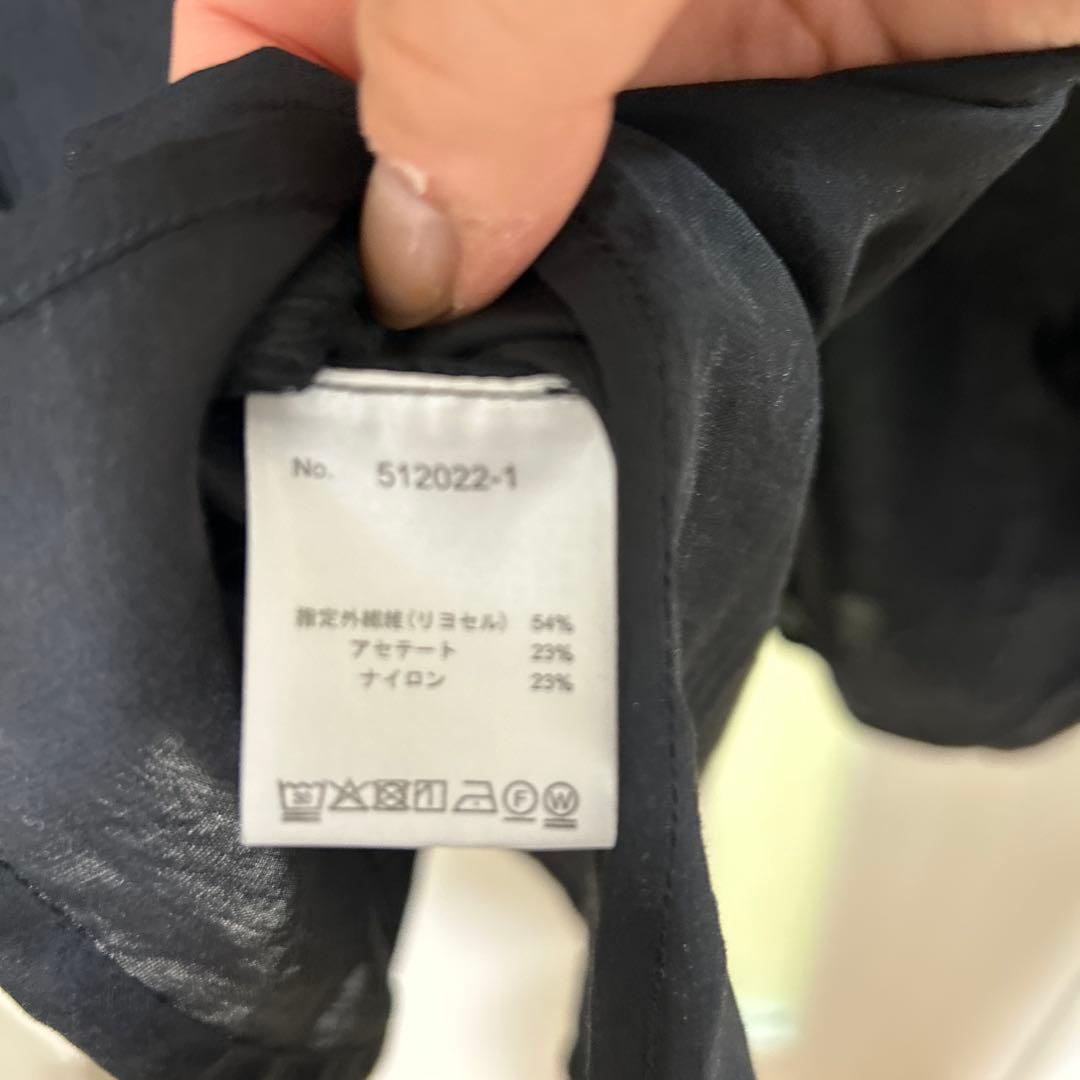 No. 512022-1
指定外繊維(リヨセル) 54%
アセテート 23%
ナイロン 23%
30 F W